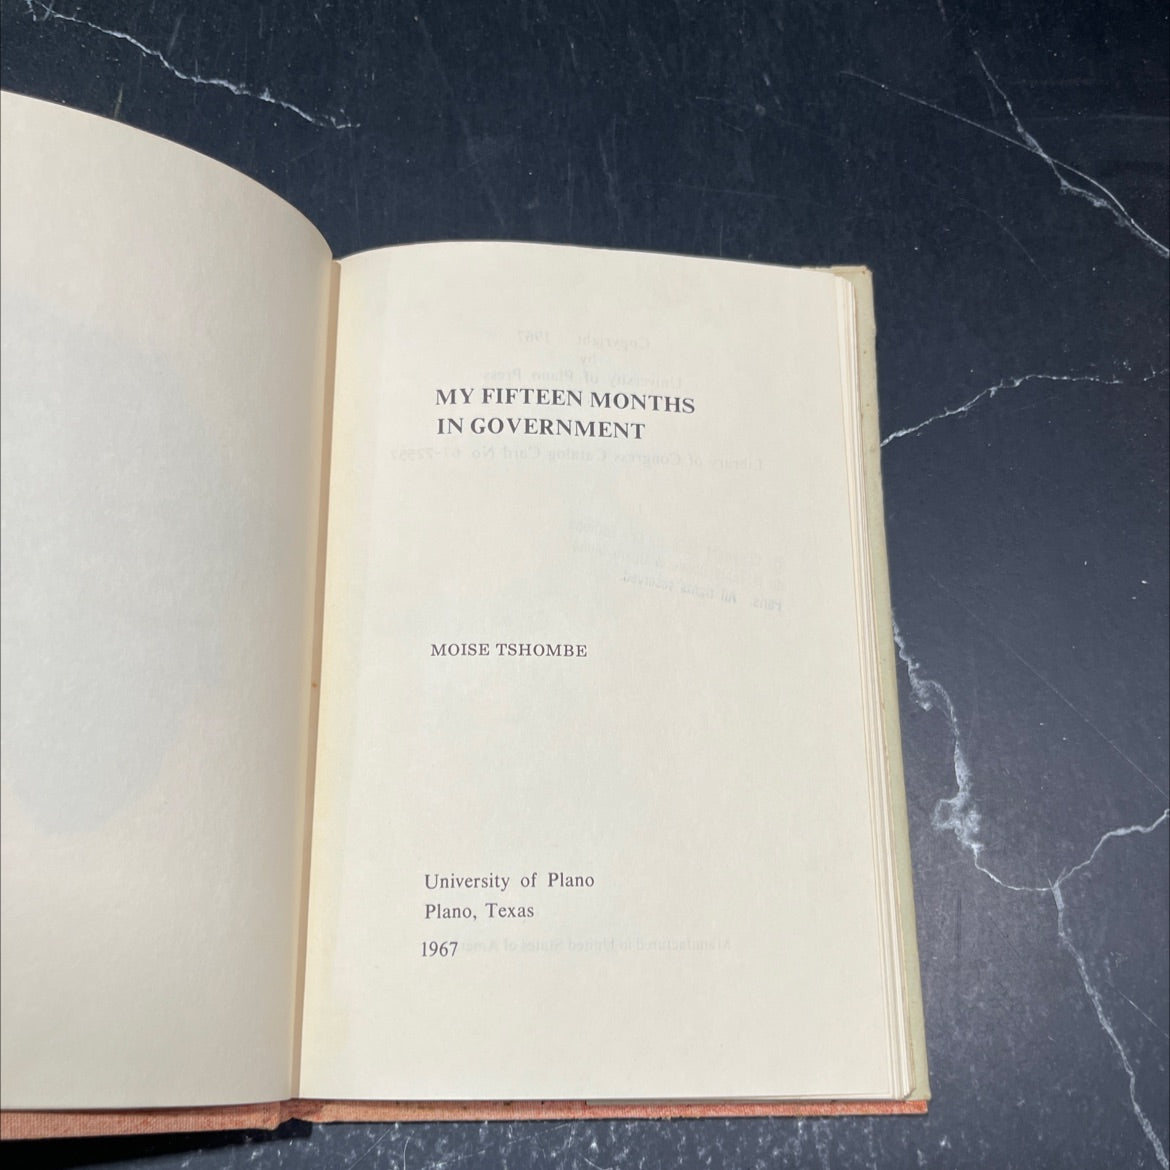 MY FIFTEEN MONTHS
IN GOVERNMENT
MOISE TSHOMBE
University of Plano
Plano, Texas
1967